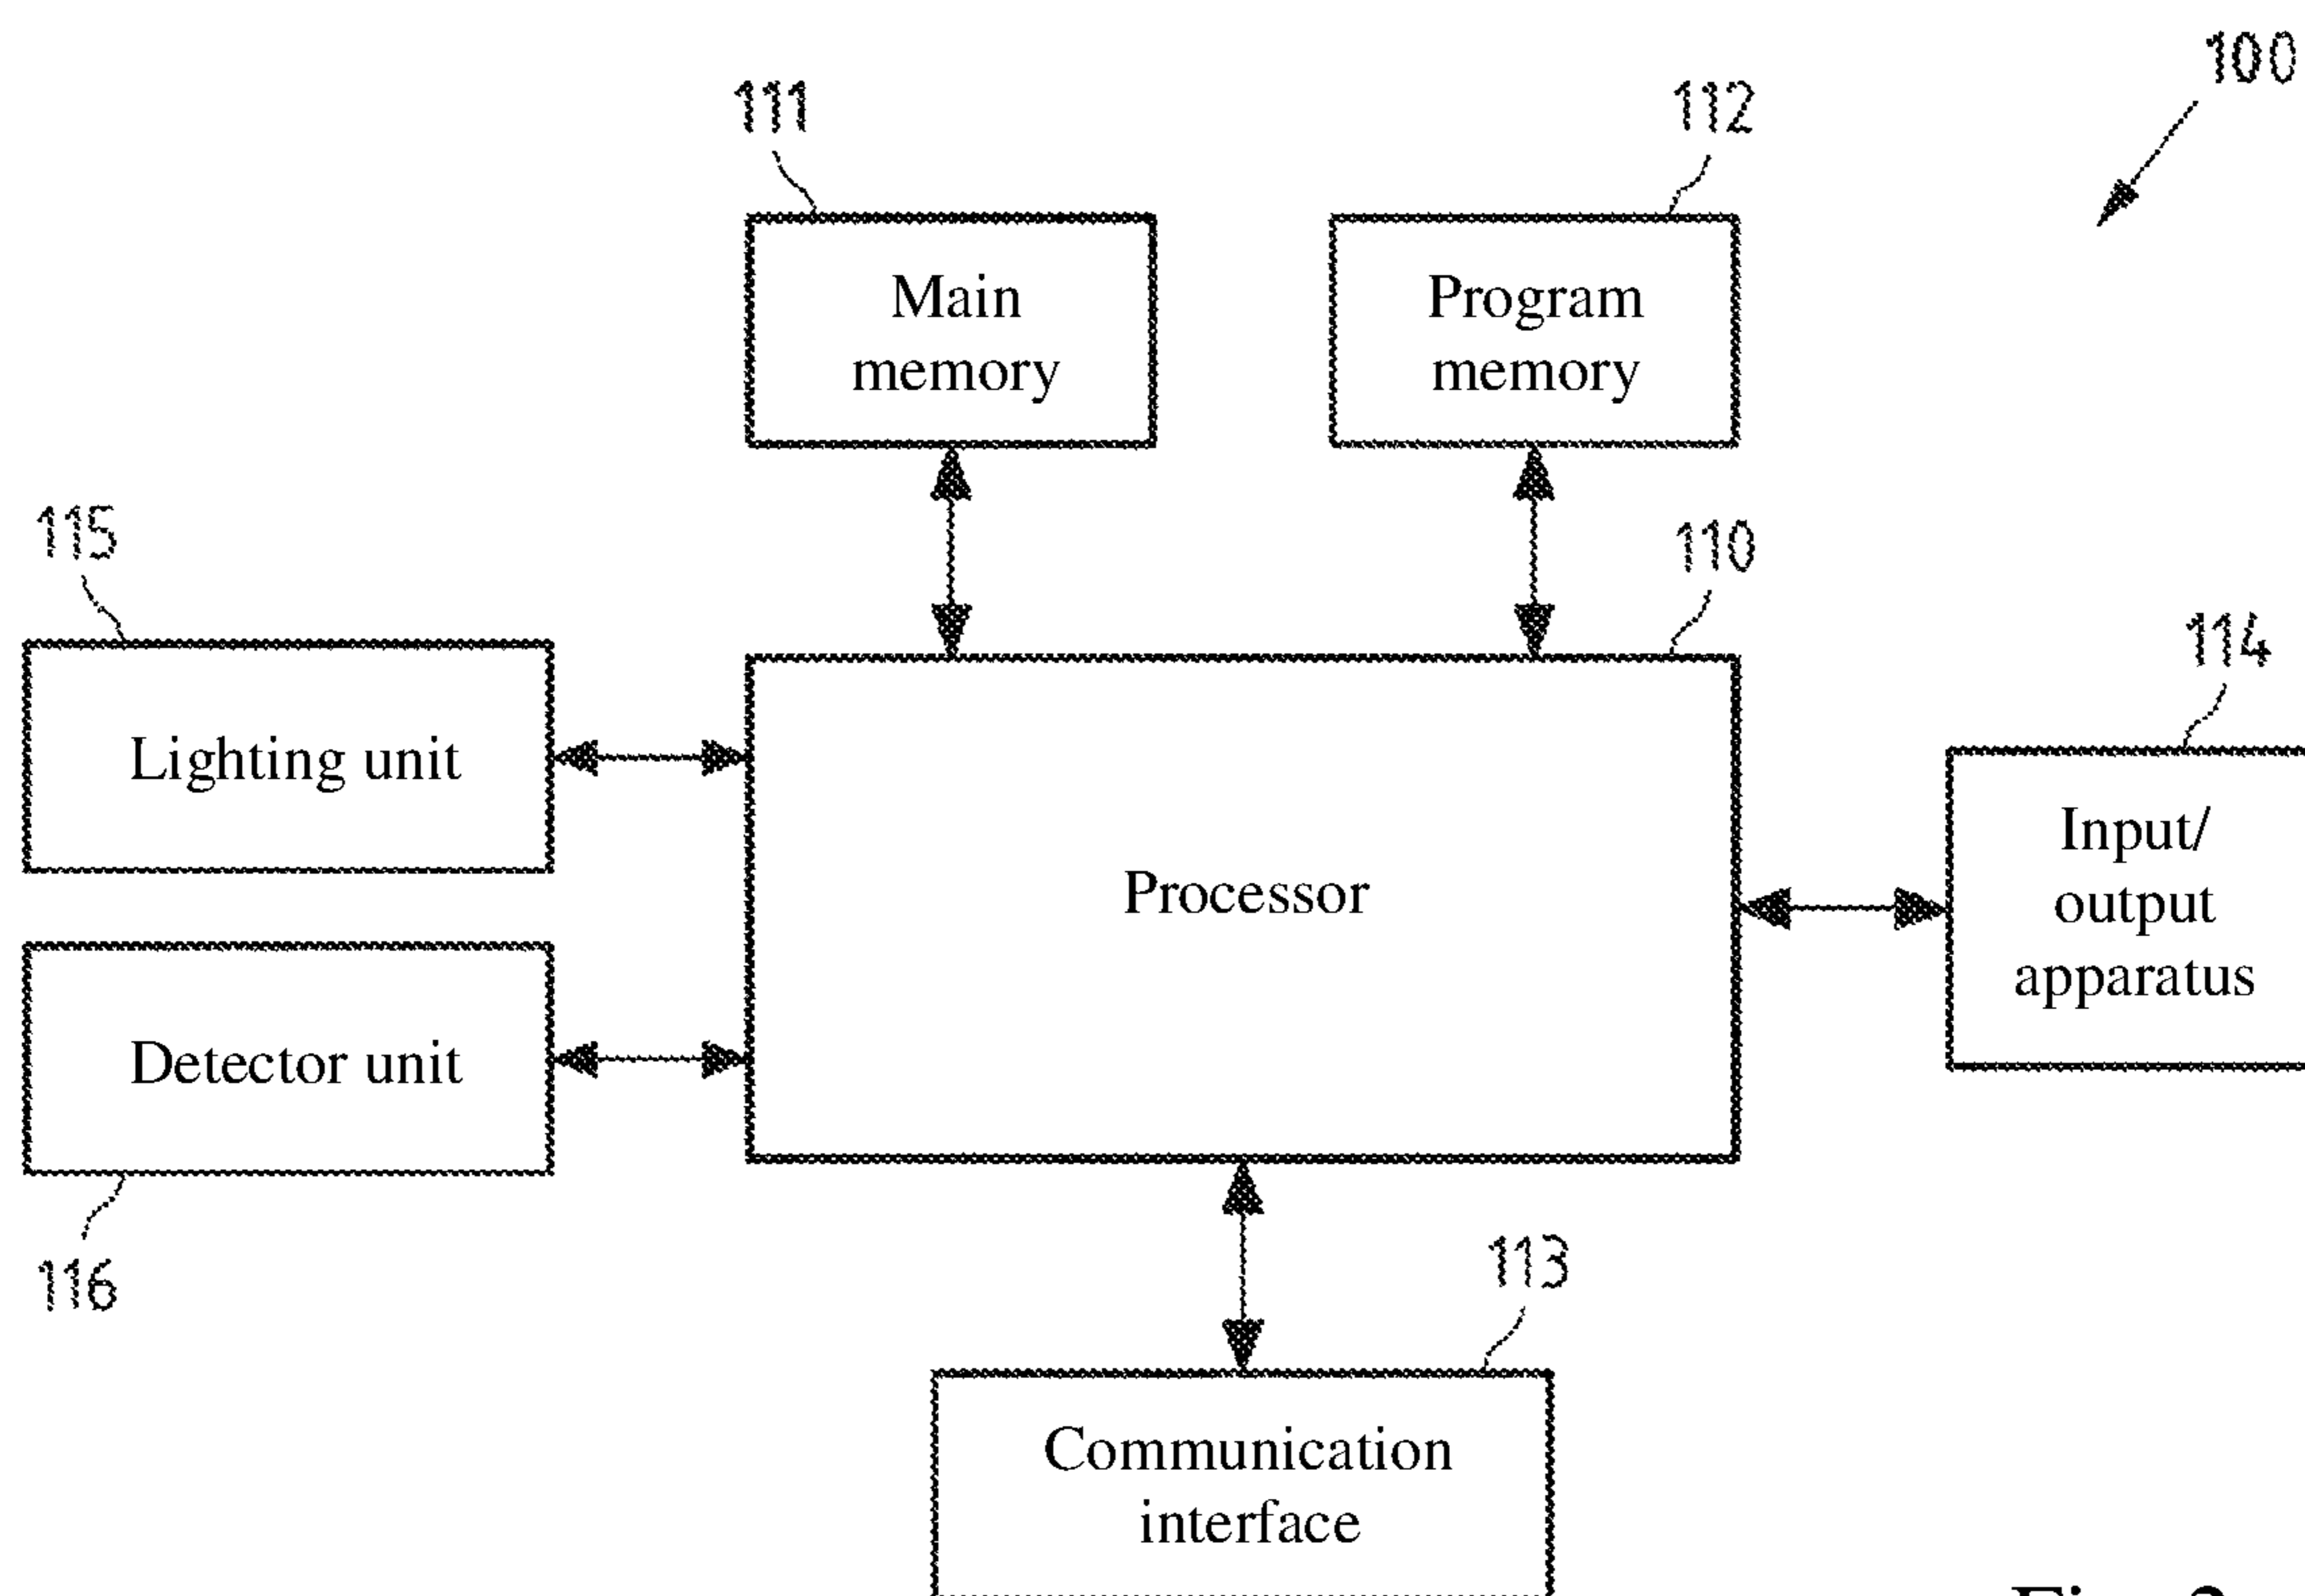 100
111
112
Main
memory
Program
memory
115
110
114
Lighting unit
Processor
Input/
output
apparatus
Detector unit
116
113
Communication
interface